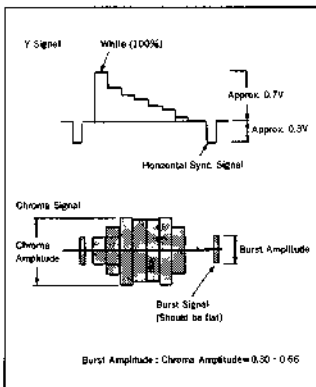 Y Signal
White (100%)
Approx. 0.7V
Approx. 0.3V
Horizontal Sync. Signal
Chroma Signal
Chroma
Amplitude
Burst Amplitude
Burst Signal
(Should be flat)
Burst Amplitude : Chroma Amplitude = 0.30 - 0.66